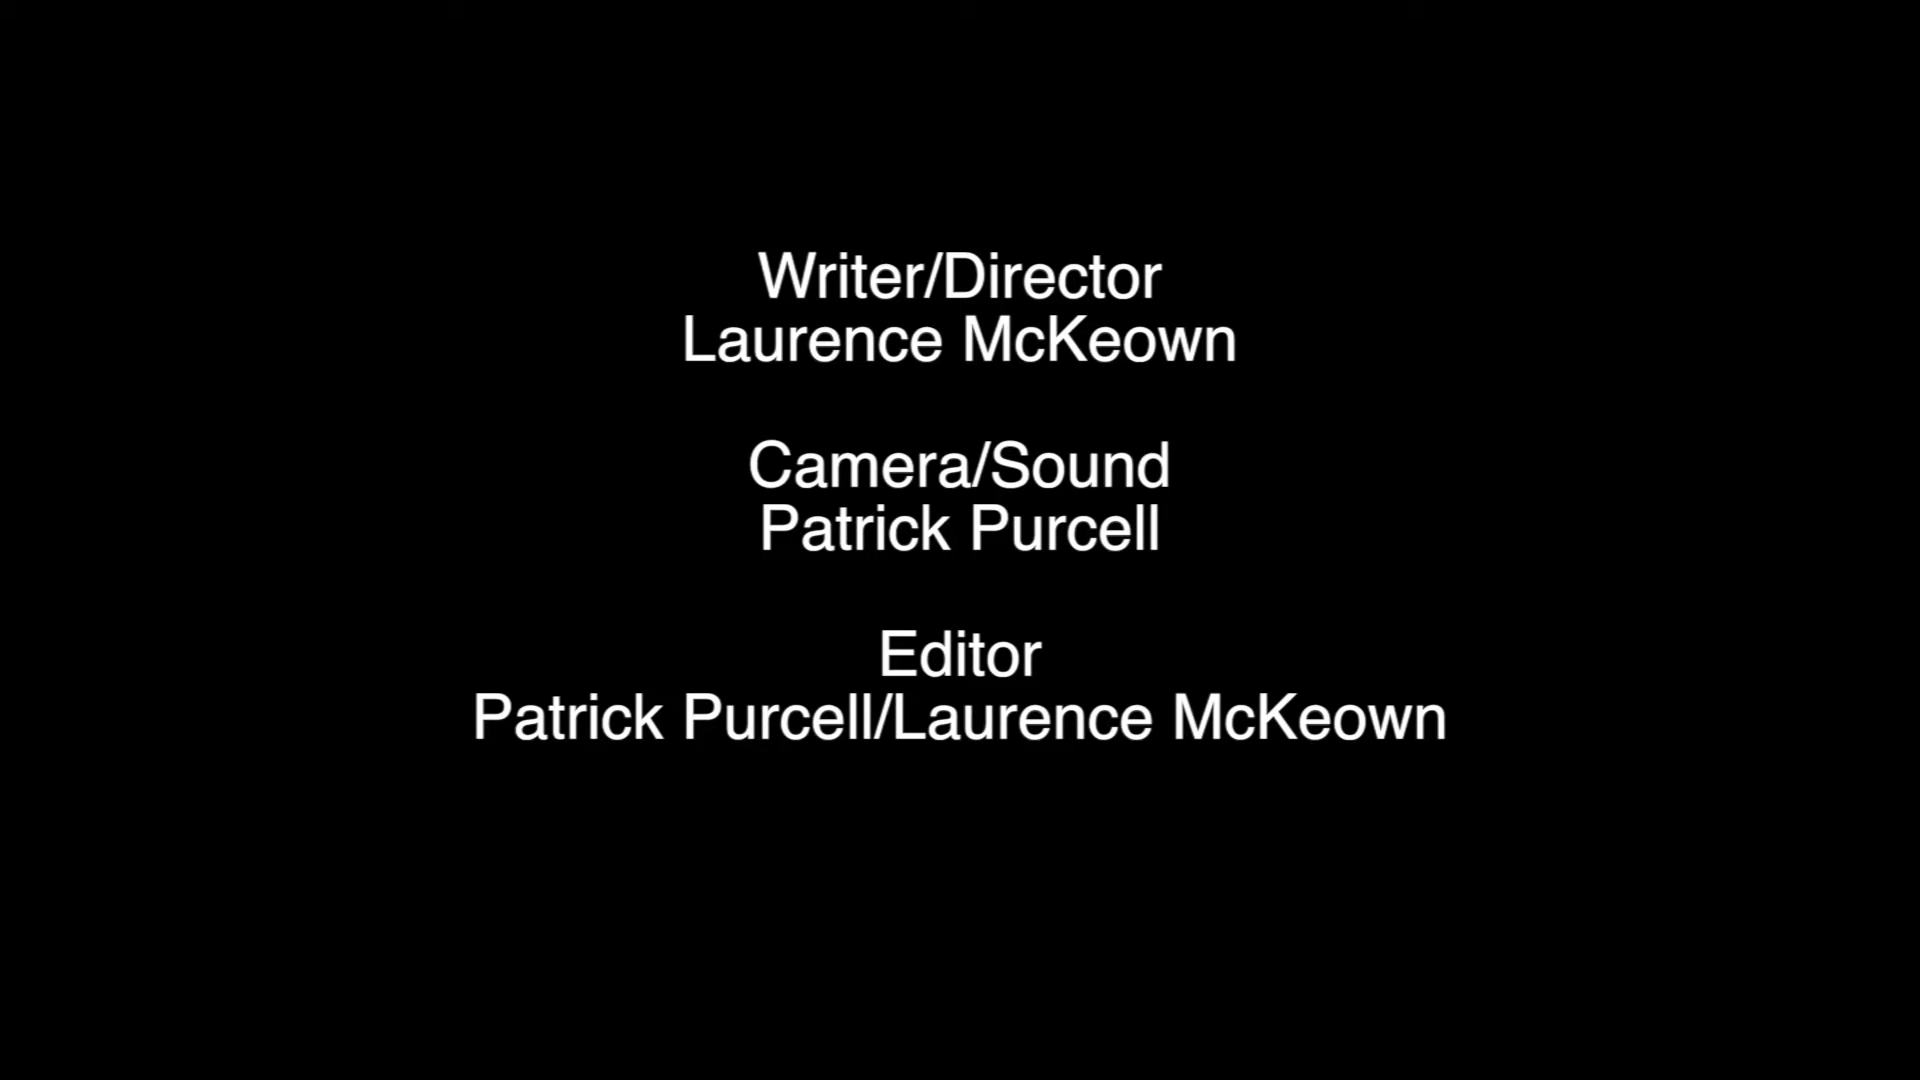 Writer/Director
Laurence McKeown
Camera/Sound
Patrick Purcell
Editor
Patrick Purcell/Laurence McKeown